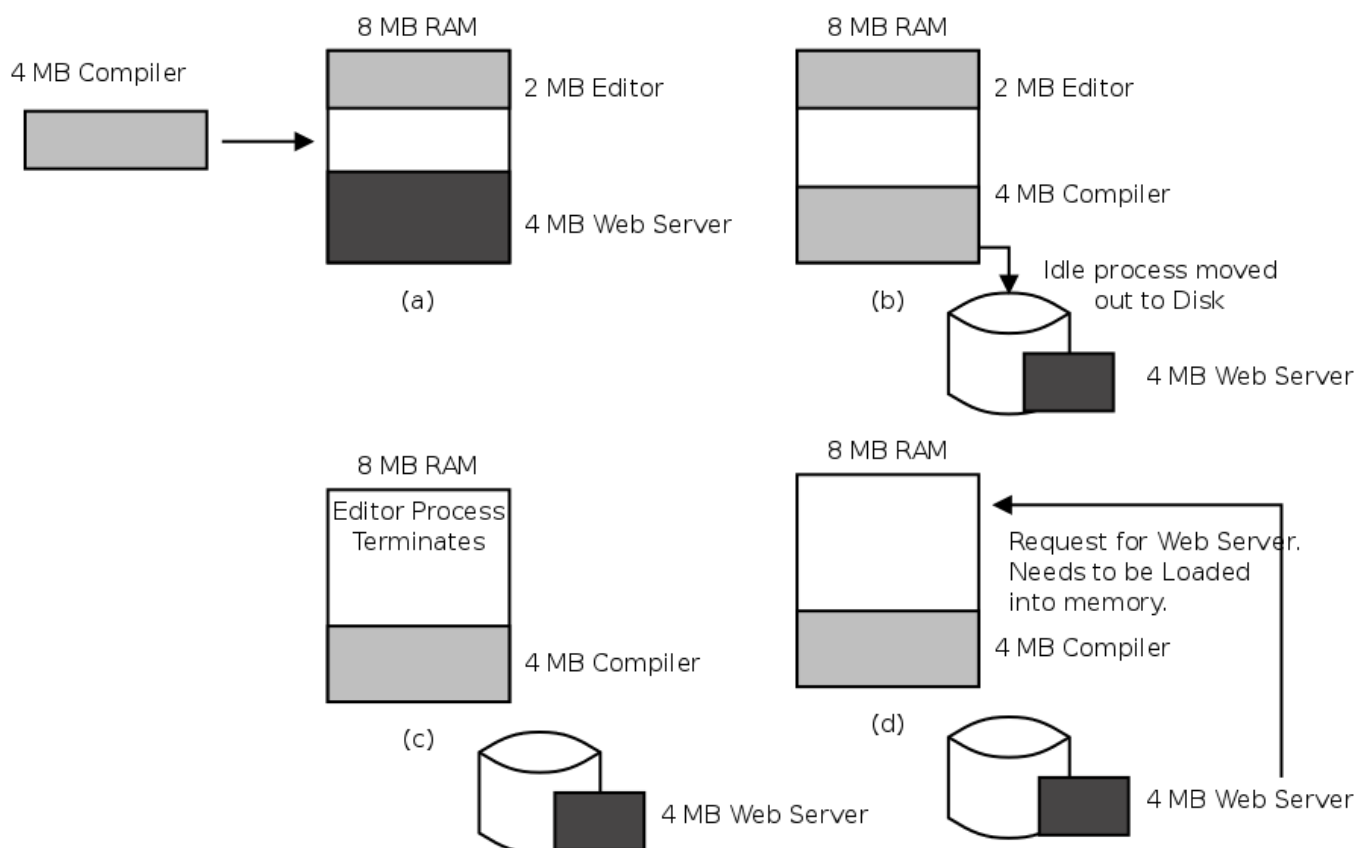 8 MB RAM
4 MB Compiler
2 MB Editor
4 MB Web Server
(a)
8 MB RAM
2 MB Editor
4 MB Compiler
Idle process moved
out to Disk
(b)
4 MB Web Server
8 MB RAM
Editor Process
Terminates
4 MB Compiler
(c)
4 MB Web Server
8 MB RAM
Request for Web Server.
Needs to be Loaded
into memory.
4 MB Compiler
(d)
4 MB Web Server